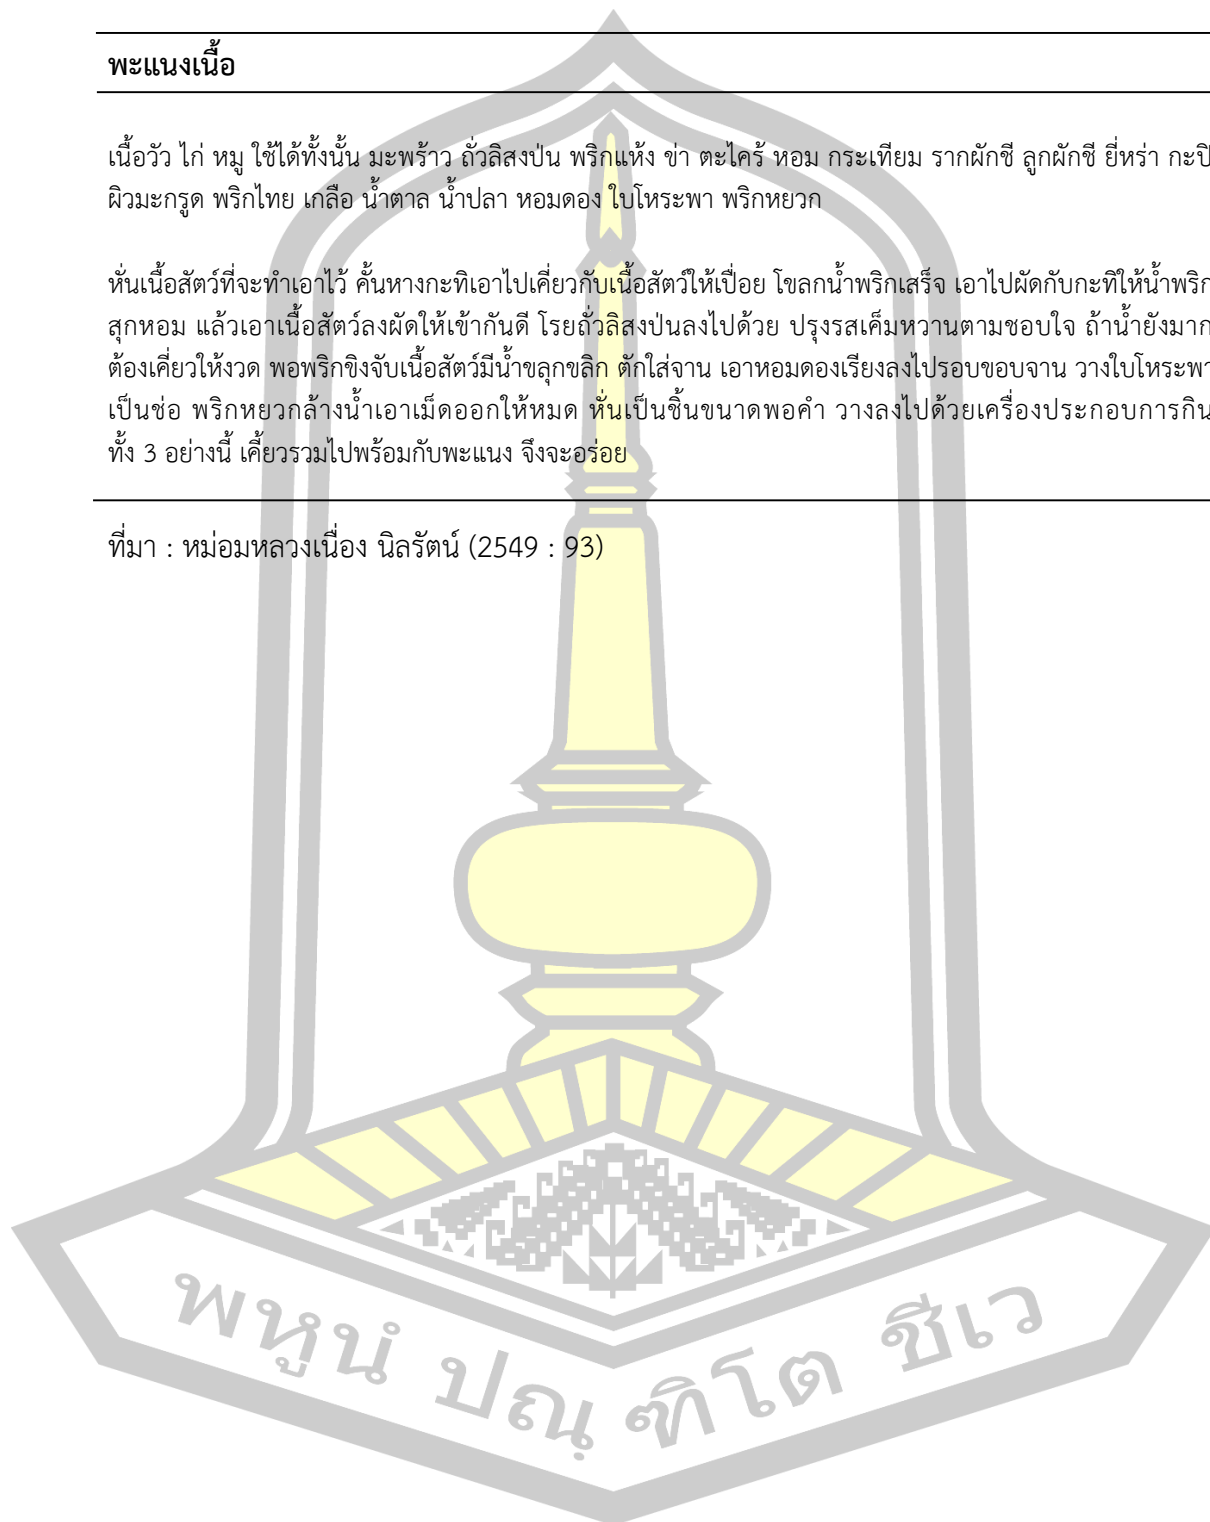 พะแนงเนื้อ
เนื้อวัว ไก่ หมู ใช้ได้ทั้งนั้น มะพร้าว ถั่วลิสงป่น พริกแห้ง ข่า ตะไคร้ หอม กระเทียม รากผักชี ลูกผักชี ยี่หร่า กะปิ
ผิวมะกรูด พริกไทย เกลือ น้ำตาล น้ำปลา หอมดอง ใบโหระพา พริกหยวก
หั่นเนื้อสัตว์ที่จะทำเอาไว้ คั้นหางกะทิเอาไปเคี่ยวกับเนื้อสัตว์ให้เปื่อย โขลกน้ำพริกเสร็จ เอาไปผัดกับกะทิให้น้ำพริก
สุกหอม แล้วเอาเนื้อสัตว์ลงผัดให้เข้ากันดี โรยถั่วลิสงป่นลงไปด้วย ปรุงรสเค็มหวานตามชอบใจ ถ้าน้ำยังมาก
ต้องเคี่ยวให้งวด พอพริกขิงจับเนื้อสัตว์มีน้ำขลุกขลิก ตักใส่จาน เอาหอมดองเรียงลงไปรอบขอบจาน วางใบโหระพา
เป็นช่อ พริกหยวกล้างน้ำเอาเม็ดออกให้หมด หั่นเป็นชิ้นขนาดพอคำ วางลงไปด้วยเครื่องประกอบการกิน
ทั้ง 3 อย่างนี้ เคี้ยวรวมไปพร้อมกับพะแนง จึงจะอร่อย
ที่มา : หม่อมหลวงเนื่อง นิลรัตน์ (2549 : 93)
พหูนํ ปณฺฑิโต ชีเว